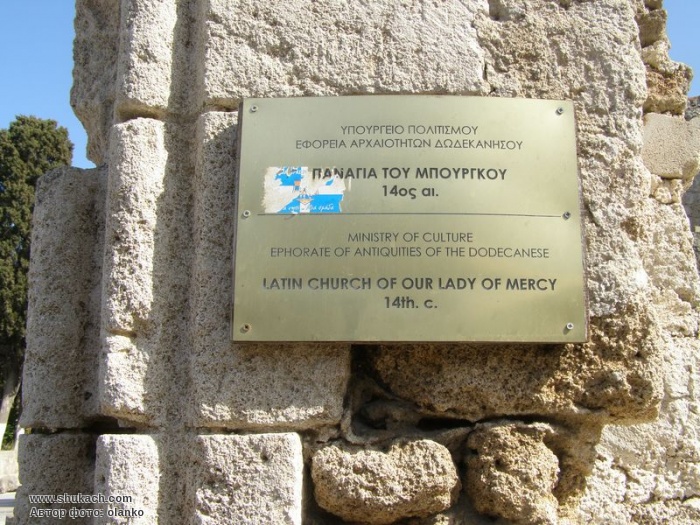 ΥΠΟΥΡΓΕΙΟ ΠΟΛΙΤΙΣΜΟΥ
ΕΦΟΡΕΙΑ ΑΡΧΑΙΟΤΗΤΩΝ ΔΩΔΕΚΑΝΗΣΟΥ
ΠΑΝΑΓΙΑ ΤΟΥ ΜΠΟΥΡΓΚΟΥ
14ος αι.
MINISTRY OF CULTURE
EPHORATE OF ANTIQUITIES OF THE DODECANESE
LATIN CHURCH OF OUR LADY OF MERCY
14th. c.
www.shukach.com
Автор фото: olanko